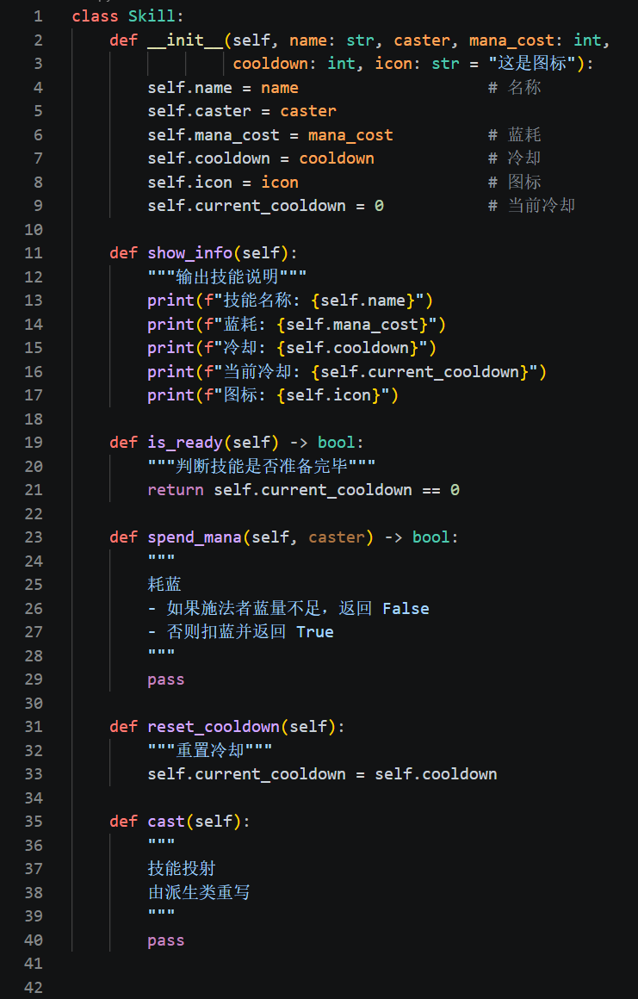 1 class Skill:
2     def __init__(self, name: str, caster, mana_cost: int,
3                  cooldown: int, icon: str = "这是图标"):
4         self.name = name                    # 名称
5         self.caster = caster
6         self.mana_cost = mana_cost          # 蓝耗
7         self.cooldown = cooldown            # 冷却
8         self.icon = icon                    # 图标
9         self.current_cooldown = 0           # 当前冷却
10
11     def show_info(self):
12         """输出技能说明"""
13         print(f"技能名称: {self.name}")
14         print(f"蓝耗: {self.mana_cost}")
15         print(f"冷却: {self.cooldown}")
16         print(f"当前冷却: {self.current_cooldown}")
17         print(f"图标: {self.icon}")
18
19     def is_ready(self) -> bool:
20         """判断技能是否准备完毕"""
21         return self.current_cooldown == 0
22
23     def spend_mana(self, caster) -> bool:
24         """
25         耗蓝
26         - 如果施法者蓝量不足，返回 False
27         - 否则扣蓝并返回 True
28         """
29         pass
30
31     def reset_cooldown(self):
32         """重置冷却"""
33         self.current_cooldown = self.cooldown
34
35     def cast(self):
36         """
37         技能投射
38         由派生类重写
39         """
40         pass
41
42